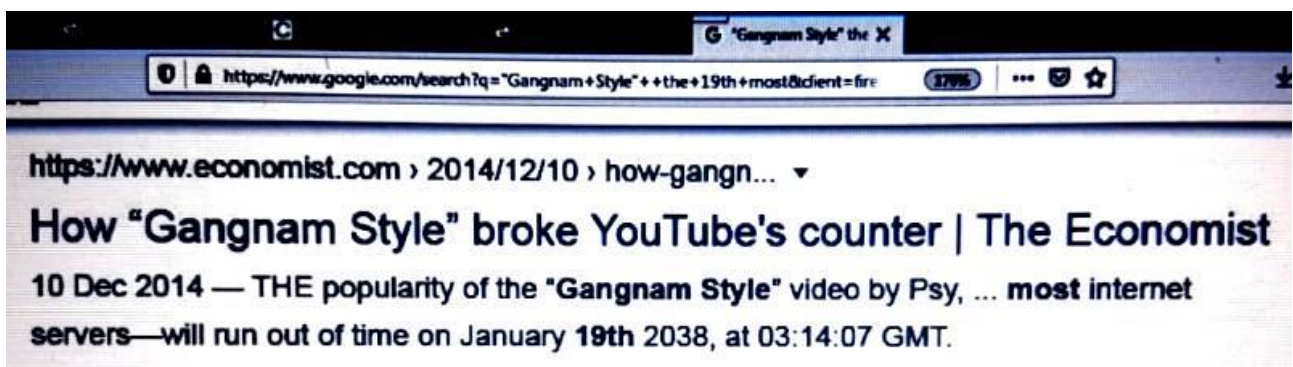 G "Gangnam Style" the X
https://www.google.com/search?q="Gangnam+Style"++the+19th+most&client=fire 370% ...
https://www.economist.com › 2014/12/10 › how-gangn...
How “Gangnam Style” broke YouTube's counter | The Economist
10 Dec 2014 — THE popularity of the "Gangnam Style" video by Psy, ... most internet
servers—will run out of time on January 19th 2038, at 03:14:07 GMT.